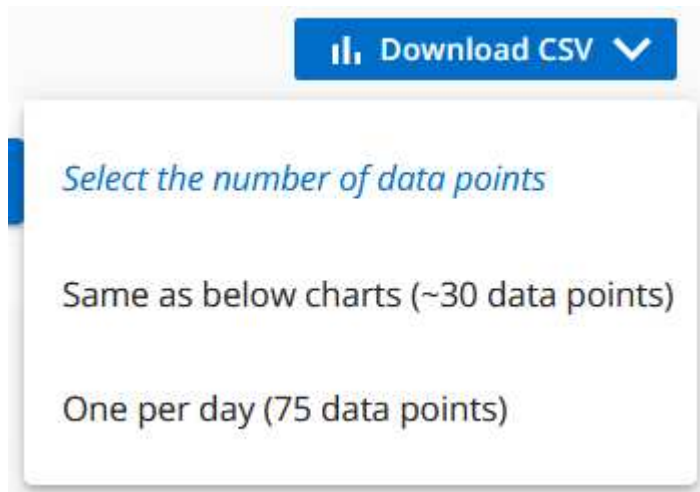 Download CSV
Select the number of data points
Same as below charts (~30 data points)
One per day (75 data points)